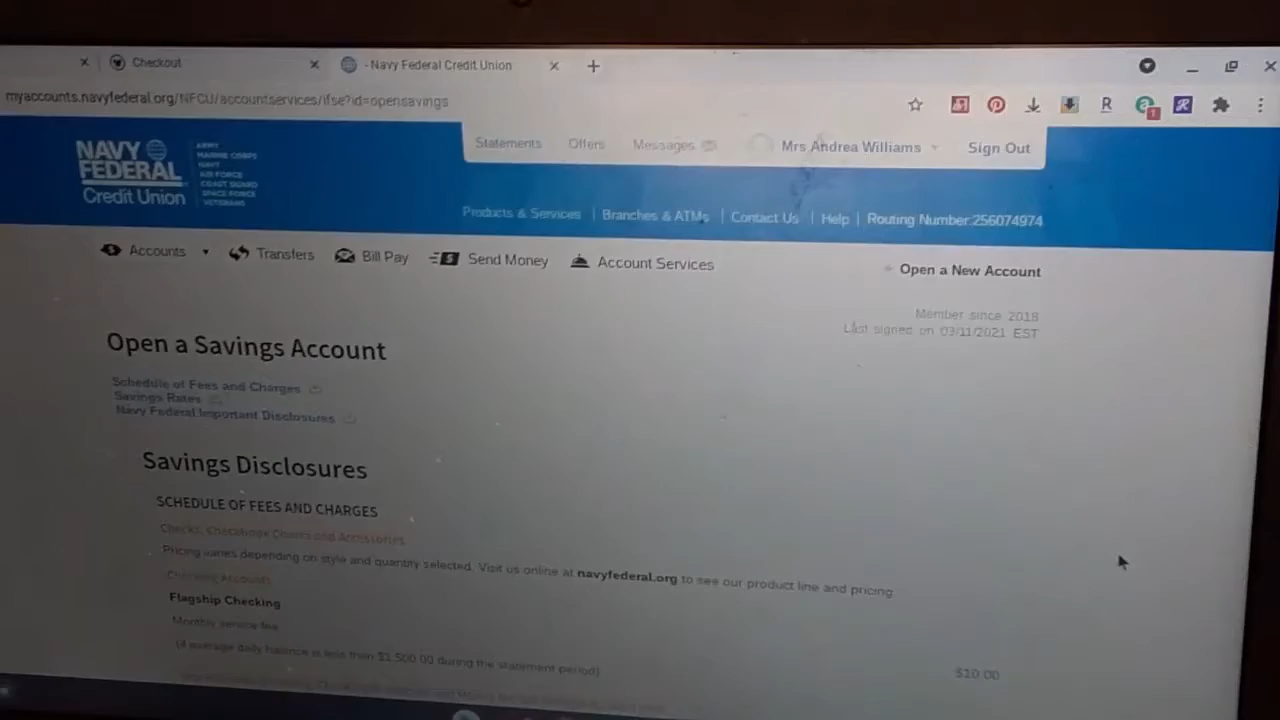 Checkout
- Navy Federal Credit Union
myaccounts.navyfederal.org/NFCU/accountservices/ifse?id=opensavings
NAVY
FEDERAL
Credit Union
ARMY
MARINE CORPS
NAVY
AIR FORCE
COAST GUARD
SPACE FORCE
VETERANS
Statements
Offers
Messages
Mrs Andrea Williams
Sign Out
Products & Services
Branches & ATMs
Contact Us
Help
Routing Number:256074974
Accounts
Transfers
Bill Pay
Send Money
Account Services
Open a New Account
Member since 2018
Last signed on 03/11/2021 EST
Open a Savings Account
Schedule of Fees and Charges
Savings Rates
Navy Federal Important Disclosures
Savings Disclosures
SCHEDULE OF FEES AND CHARGES
Checks, Checkbook Covers and Accessories
Pricing varies depending on style and quantity selected. Visit us online at navyfederal.org to see our product line and pricing
Checking Accounts
Flagship Checking
Monthly service fee
(if average daily balance is less than $1,500.00 during the statement period)
$10.00